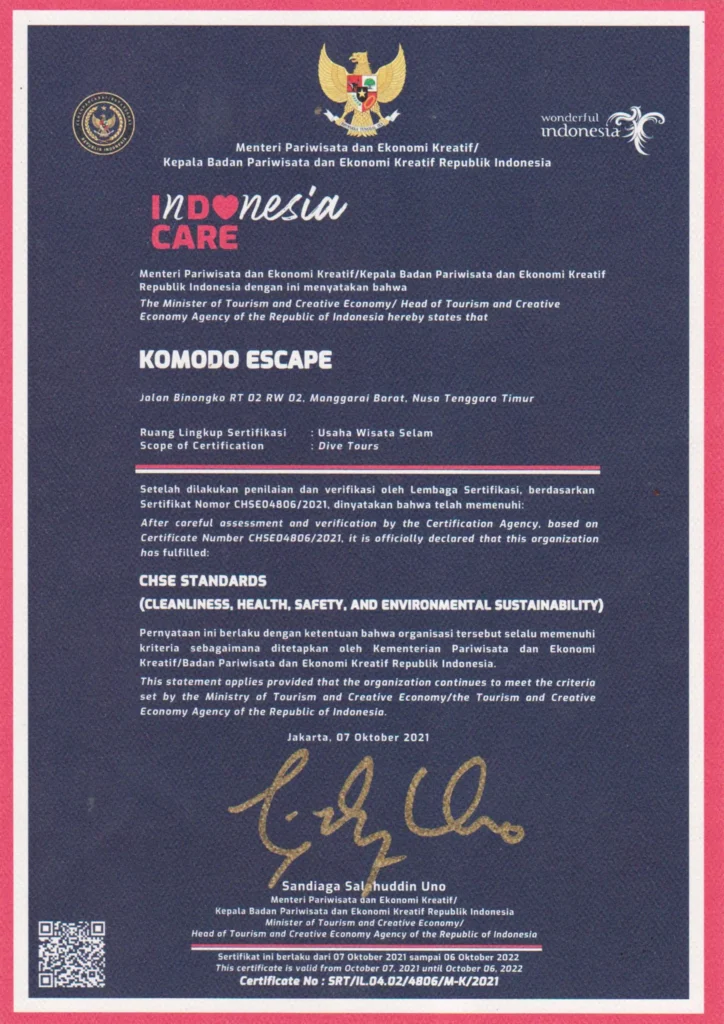 wonderful
indonesia
Menteri Pariwisata dan Ekonomi Kreatif/
Kepala Badan Pariwisata dan Ekonomi Kreatif Republik Indonesia
INDONesia
CARE
Menteri Pariwisata dan Ekonomi Kreatif/Kepala Badan Pariwisata dan Ekonomi Kreatif
Republik Indonesia dengan ini menyatakan bahwa
The Minister of Tourism and Creative Economy/ Head of Tourism and Creative
Economy Agency of the Republic of Indonesia hereby states that
KOMODO ESCAPE
Jalan Binongko RT 02 RW 02, Manggarai Barat, Nusa Tenggara Timur
Ruang Lingkup Sertifikasi : Usaha Wisata Selam
Scope of Certification : Dive Tours
Setelah dilakukan penilaian dan verifikasi oleh Lembaga Sertifikasi, berdasarkan
Sertifikat Nomor CHSE04806/2021, dinyatakan bahwa telah memenuhi:
After careful assessment and verification by the Certification Agency, based on
Certificate Number CHSE04806/2021, it is officially declared that this organization
has fulfilled:
CHSE STANDARDS
(CLEANLINESS, HEALTH, SAFETY, AND ENVIRONMENTAL SUSTAINABILITY)
Pernyataan ini berlaku dengan ketentuan bahwa organisasi tersebut selalu memenuhi
kriteria sebagaimana ditetapkan oleh Kementerian Pariwisata dan Ekonomi
Kreatif/Badan Pariwisata dan Ekonomi Kreatif Republik Indonesia.
This statement applies provided that the organization continues to meet the criteria
set by the Ministry of Tourism and Creative Economy/the Tourism and Creative
Economy Agency of the Republic of Indonesia.
Jakarta, 07 Oktober 2021
Sandiaga Salahuddin Uno
Menteri Pariwisata dan Ekonomi Kreatif/
Kepala Badan Pariwisata dan Ekonomi Kreatif Republik Indonesia
Minister of Tourism and Creative Economy/
Head of Tourism and Creative Economy Agency of the Republic of Indonesia
Sertifikat ini berlaku dari 07 Oktober 2021 sampai 06 Oktober 2022
This certificate is valid from October 07, 2021 until October 06, 2022
Certificate No : SRT/IL.04.02/4806/M-K/2021